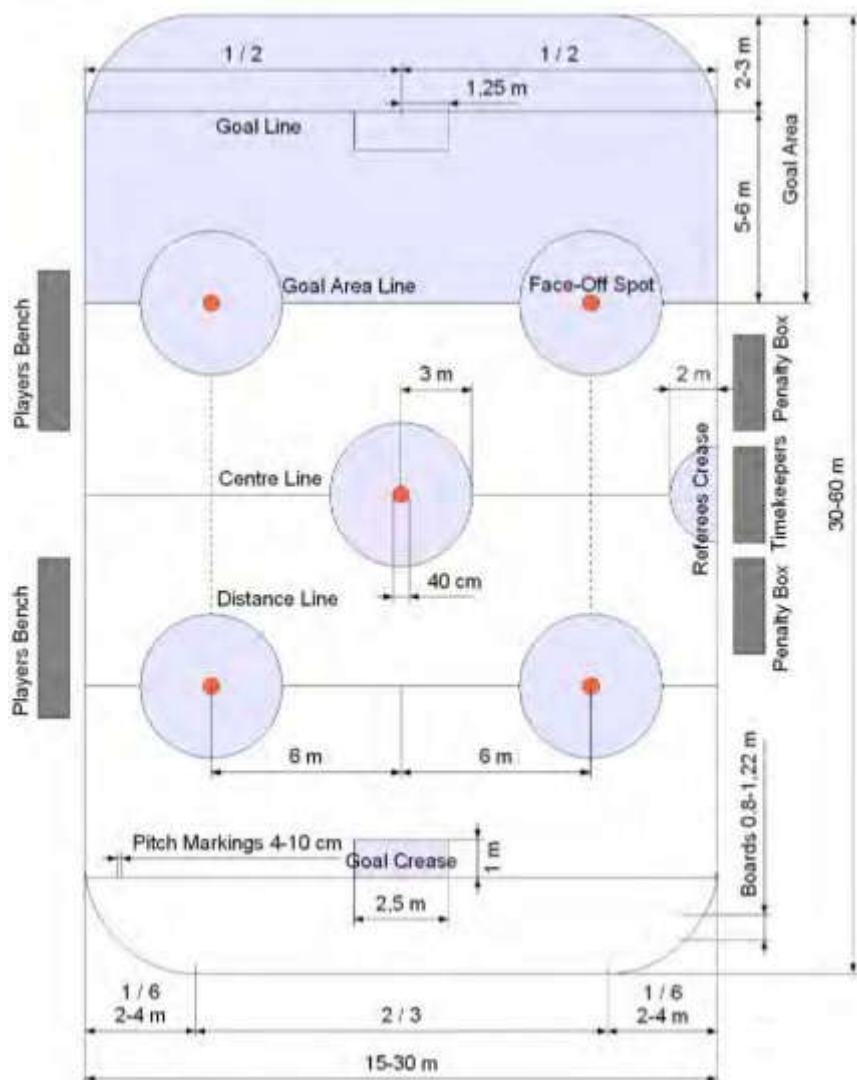 1 / 2
1 / 2
2-3 m
1,25 m
Goal Line
Goal Area
5-6 m
Goal Area Line
Face-Off Spot
Players Bench
3 m
2 m
Penalty Box
Centre Line
Referees Crease
Timekeepers
30-60 m
40 cm
Distance Line
Players Bench
Penalty Box
6 m
6 m
Pitch Markings 4-10 cm
Goal Crease
1 m
Boards 0.8-1,22 m
2,5 m
1 / 6
2-4 m
2 / 3
1 / 6
2-4 m
15-30 m